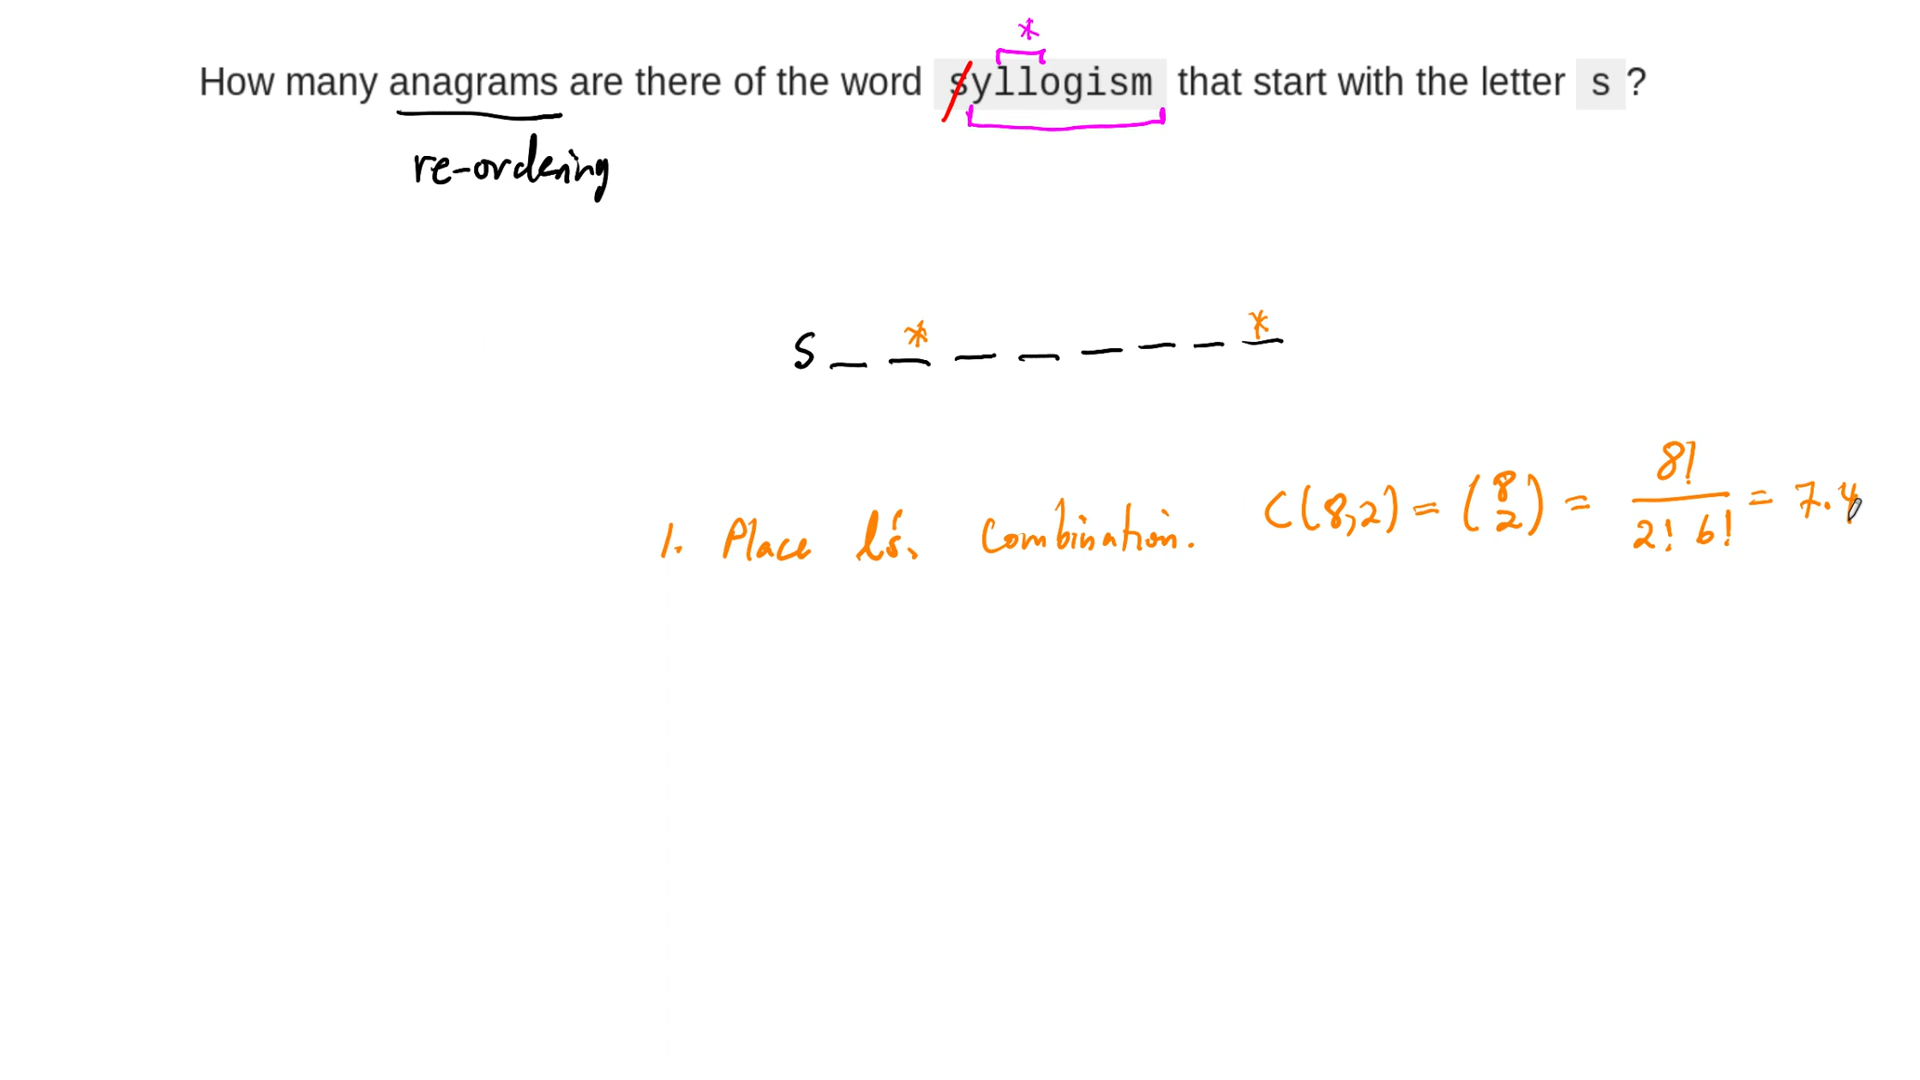 *
How many anagrams are there of the word syllogism that start with the letter s ?
re-ordering
* *
S _ _ _ _ _ _ _ _
1. Place l's. Combination. C(8,2) = (8 2) = 8! / 2! 6! = 7.4